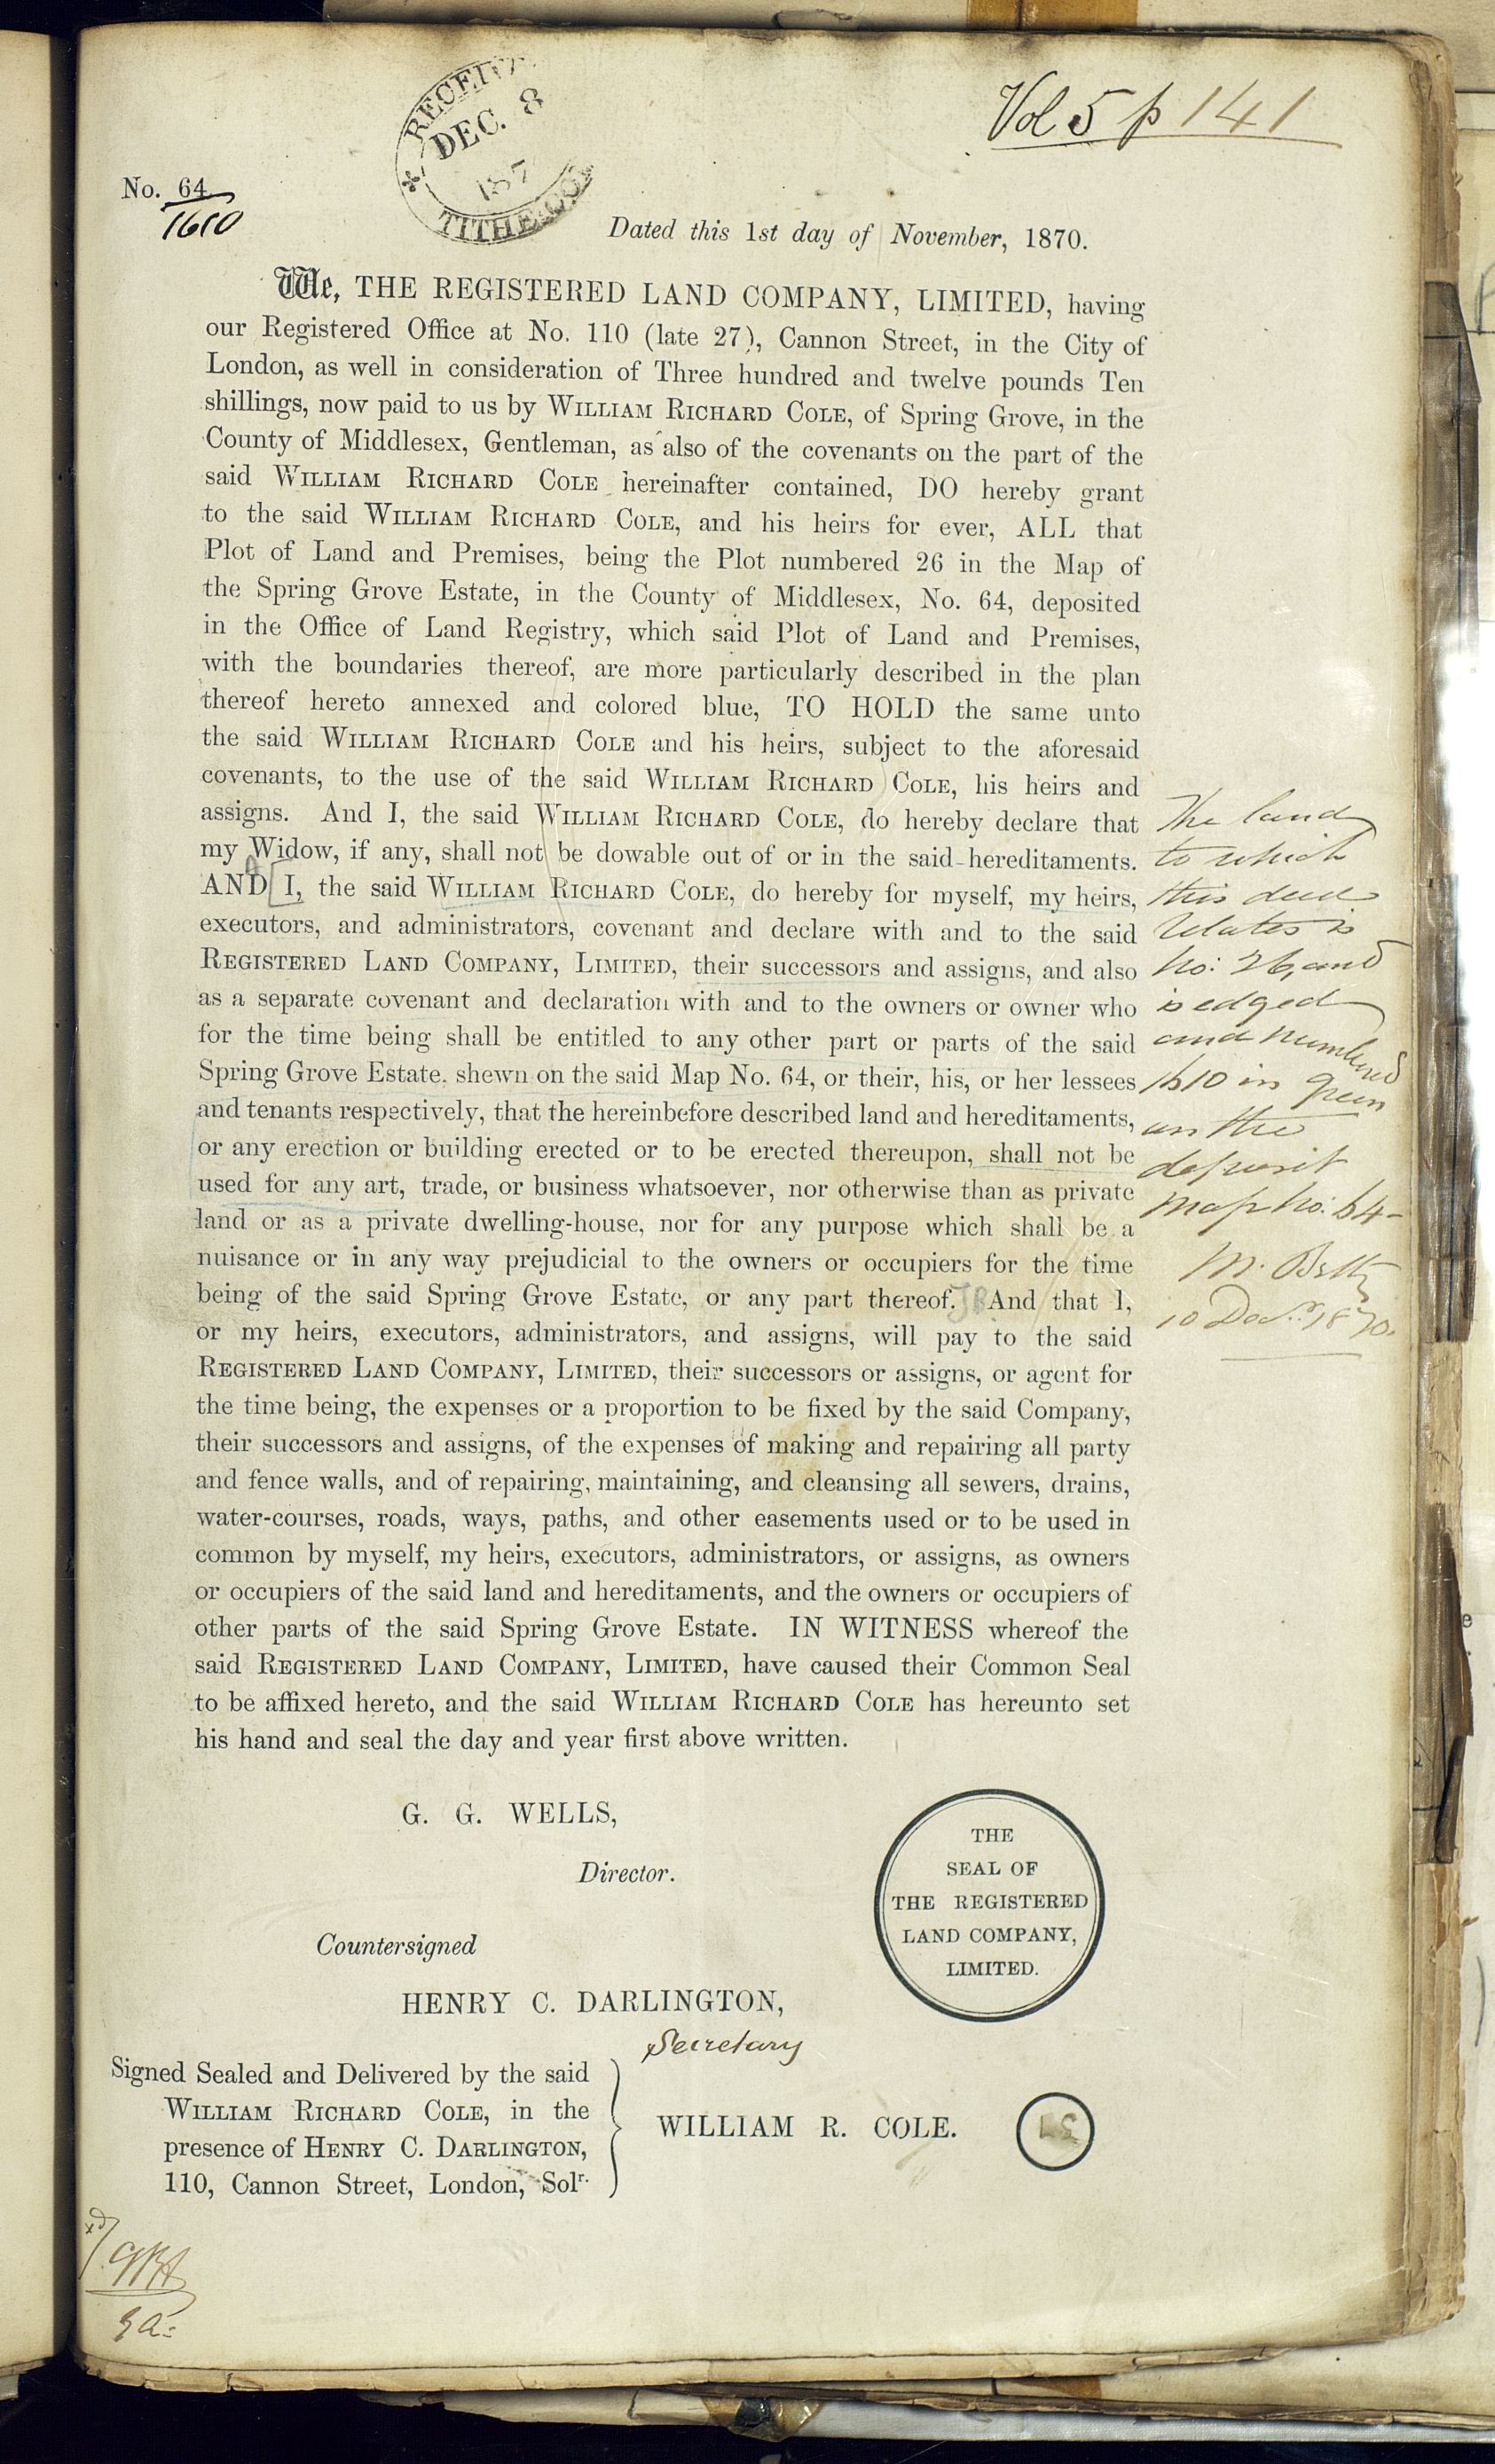 Vol 5 p 141
RECEIV
DEC. 8
187
TITHE CO
No. 64
1610
Dated this 1st day of November, 1870.
We, THE REGISTERED LAND COMPANY, LIMITED, having
our Registered Office at No. 110 (late 27), Cannon Street, in the City of
London, as well in consideration of Three hundred and twelve pounds Ten
shillings, now paid to us by WILLIAM RICHARD COLE, of Spring Grove, in the
County of Middlesex, Gentleman, as also of the covenants on the part of the
said WILLIAM RICHARD COLE hereinafter contained, DO hereby grant
to the said WILLIAM RICHARD COLE, and his heirs for ever, ALL that
Plot of Land and Premises, being the Plot numbered 26 in the Map of
the Spring Grove Estate, in the County of Middlesex, No. 64, deposited
in the Office of Land Registry, which said Plot of Land and Premises,
with the boundaries thereof, are more particularly described in the plan
thereof hereto annexed and colored blue, TO HOLD the same unto
the said WILLIAM RICHARD COLE and his heirs, subject to the aforesaid
covenants, to the use of the said WILLIAM RICHARD COLE, his heirs and
assigns. And I, the said WILLIAM RICHARD COLE, do hereby declare that
my Widow, if any, shall not be dowable out of or in the said hereditaments.
AND [I, the said WILLIAM RICHARD COLE, do hereby for myself, my heirs,
executors, and administrators, covenant and declare with and to the said
REGISTERED LAND COMPANY, LIMITED, their successors and assigns, and also
as a separate covenant and declaration with and to the owners or owner who
for the time being shall be entitled to any other part or parts of the said
Spring Grove Estate, shewn on the said Map No. 64, or their, his, or her lessees
and tenants respectively, that the hereinbefore described land and hereditaments,
or any erection or building erected or to be erected thereupon, shall not be
used for any art, trade, or business whatsoever, nor otherwise than as private
land or as a private dwelling-house, nor for any purpose which shall be a
nuisance or in any way prejudicial to the owners or occupiers for the time
being of the said Spring Grove Estate, or any part thereof. And that I,
or my heirs, executors, administrators, and assigns, will pay to the said
REGISTERED LAND COMPANY, LIMITED, their successors or assigns, or agent for
the time being, the expenses or a proportion to be fixed by the said Company,
their successors and assigns, of the expenses of making and repairing all party
and fence walls, and of repairing, maintaining, and cleansing all sewers, drains,
water-courses, roads, ways, paths, and other easements used or to be used in
common by myself, my heirs, executors, administrators, or assigns, as owners
or occupiers of the said land and hereditaments, and the owners or occupiers of
other parts of the said Spring Grove Estate. IN WITNESS whereof the
said REGISTERED LAND COMPANY, LIMITED, have caused their Common Seal
to be affixed hereto, and the said WILLIAM RICHARD COLE has hereunto set
his hand and seal the day and year first above written.
The land
to which
this deed
relates is
No: 26, and
is edged
and numbered
1610 in green
on the
deposit
map No: 64-
10 Decr. 1870.
G. G. WELLS,
Director.
Countersigned
HENRY C. DARLINGTON,
Secretary
THE
SEAL OF
THE REGISTERED
LAND COMPANY,
LIMITED.
Signed Sealed and Delivered by the said
WILLIAM RICHARD COLE, in the
presence of HENRY C. DARLINGTON,
110, Cannon Street, London, Solr.
WILLIAM R. COLE.
LS